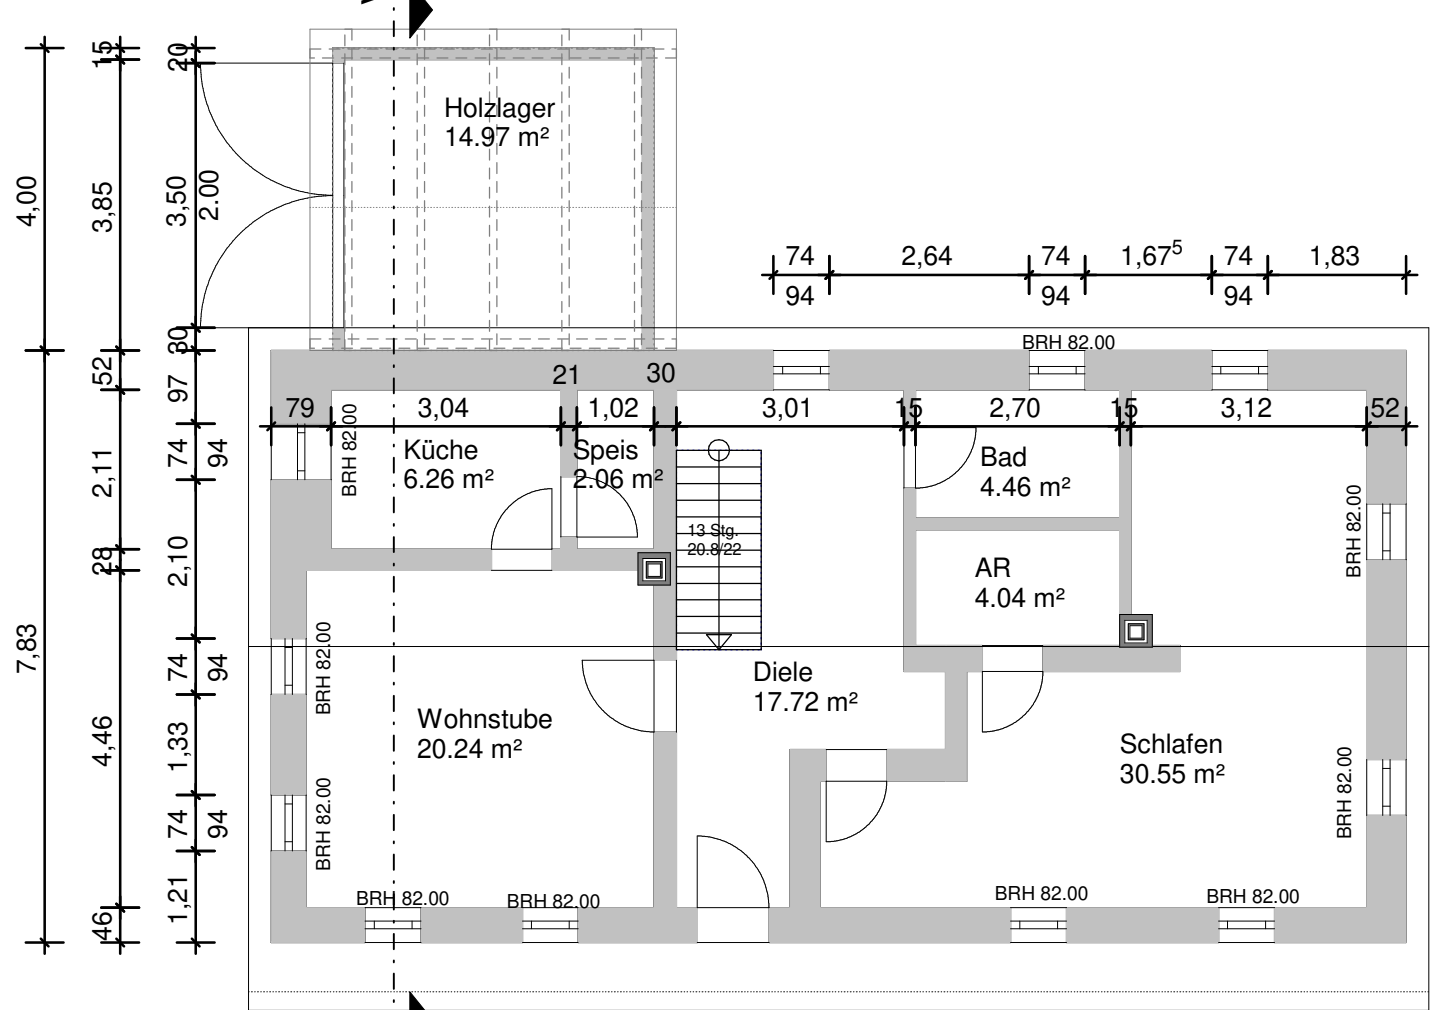 15
20
Holzlager
14.97 m²
4,00
3,85
3,50
2.00
74
2,64
74
1,67⁵
74
1,83
94
94
94
30
BRH 82.00
52
97
21
30
79
3,04
1,02
3,01
15
2,70
15
3,12
52
BRH 82.00
Küche
6.26 m²
Speis
2.06 m²
Bad
4.46 m²
2,11
74
94
BRH 82.00
13 Stg.
20.8/22
28
2,10
AR
4.04 m²
7,83
74
94
BRH 82.00
Diele
17.72 m²
Wohnstube
20.24 m²
4,46
1,33
Schlafen
30.55 m²
74
94
BRH 82.00
BRH 82.00
1,21
46
BRH 82.00
BRH 82.00
BRH 82.00
BRH 82.00